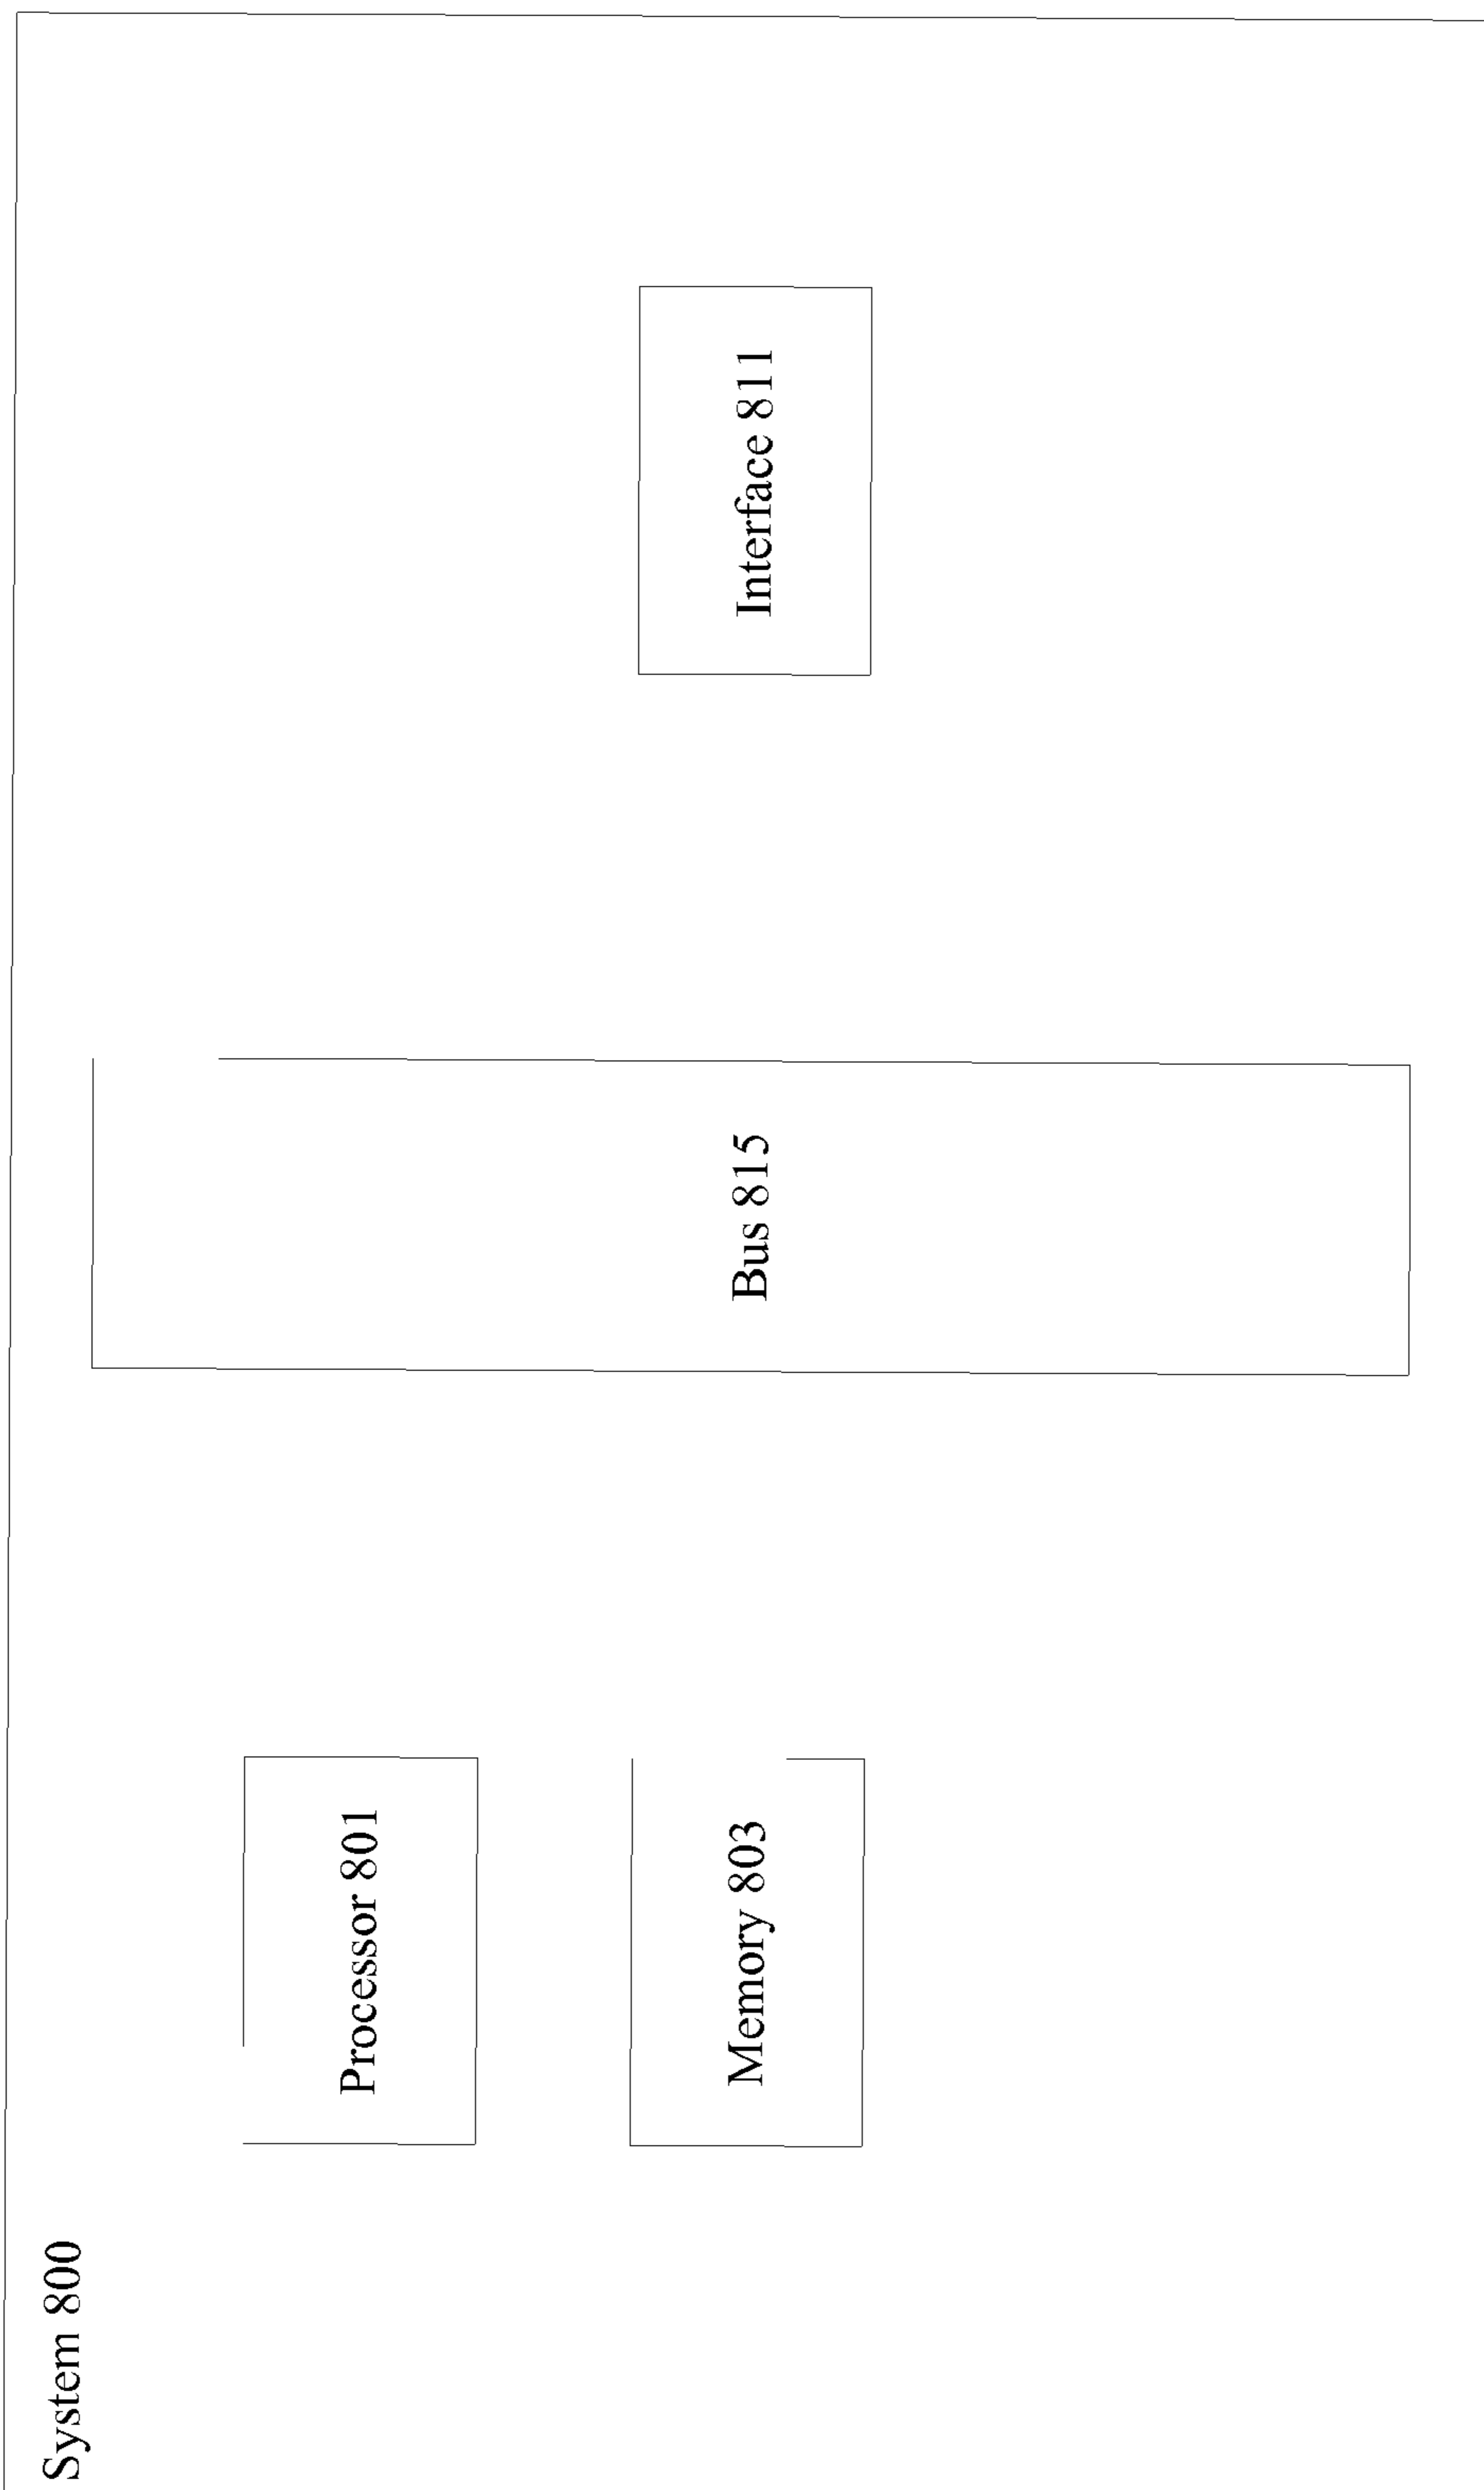 System 800
Processor 801
Memory 803
Bus 815
Interface 811